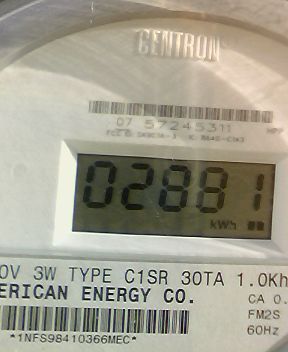 CENTRON
07 57245311
02881
kWh
0V 3W TYPE C1SR 30TA 1.0Kh
ERICAN ENERGY CO. CA 0.
FM2S
60Hz
*1NFS98410366MEC*